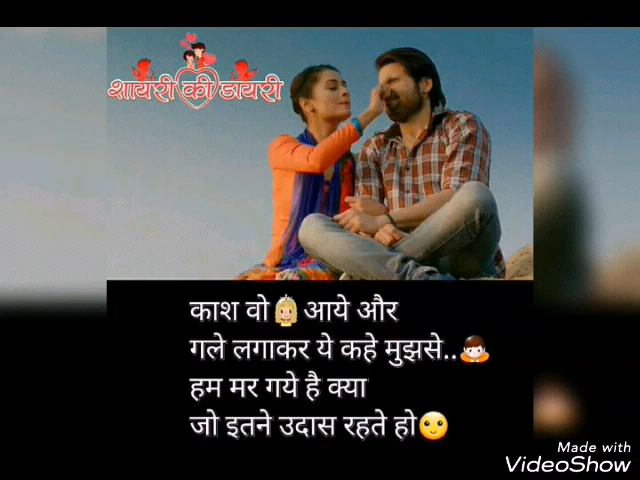 शायरी की डायरी
काश वो👸आये और
गले लगाकर ये कहे मुझसे..🙇
हम मर गये है क्या
जो इतने उदास रहते हो🙂
Made with
VideoShow